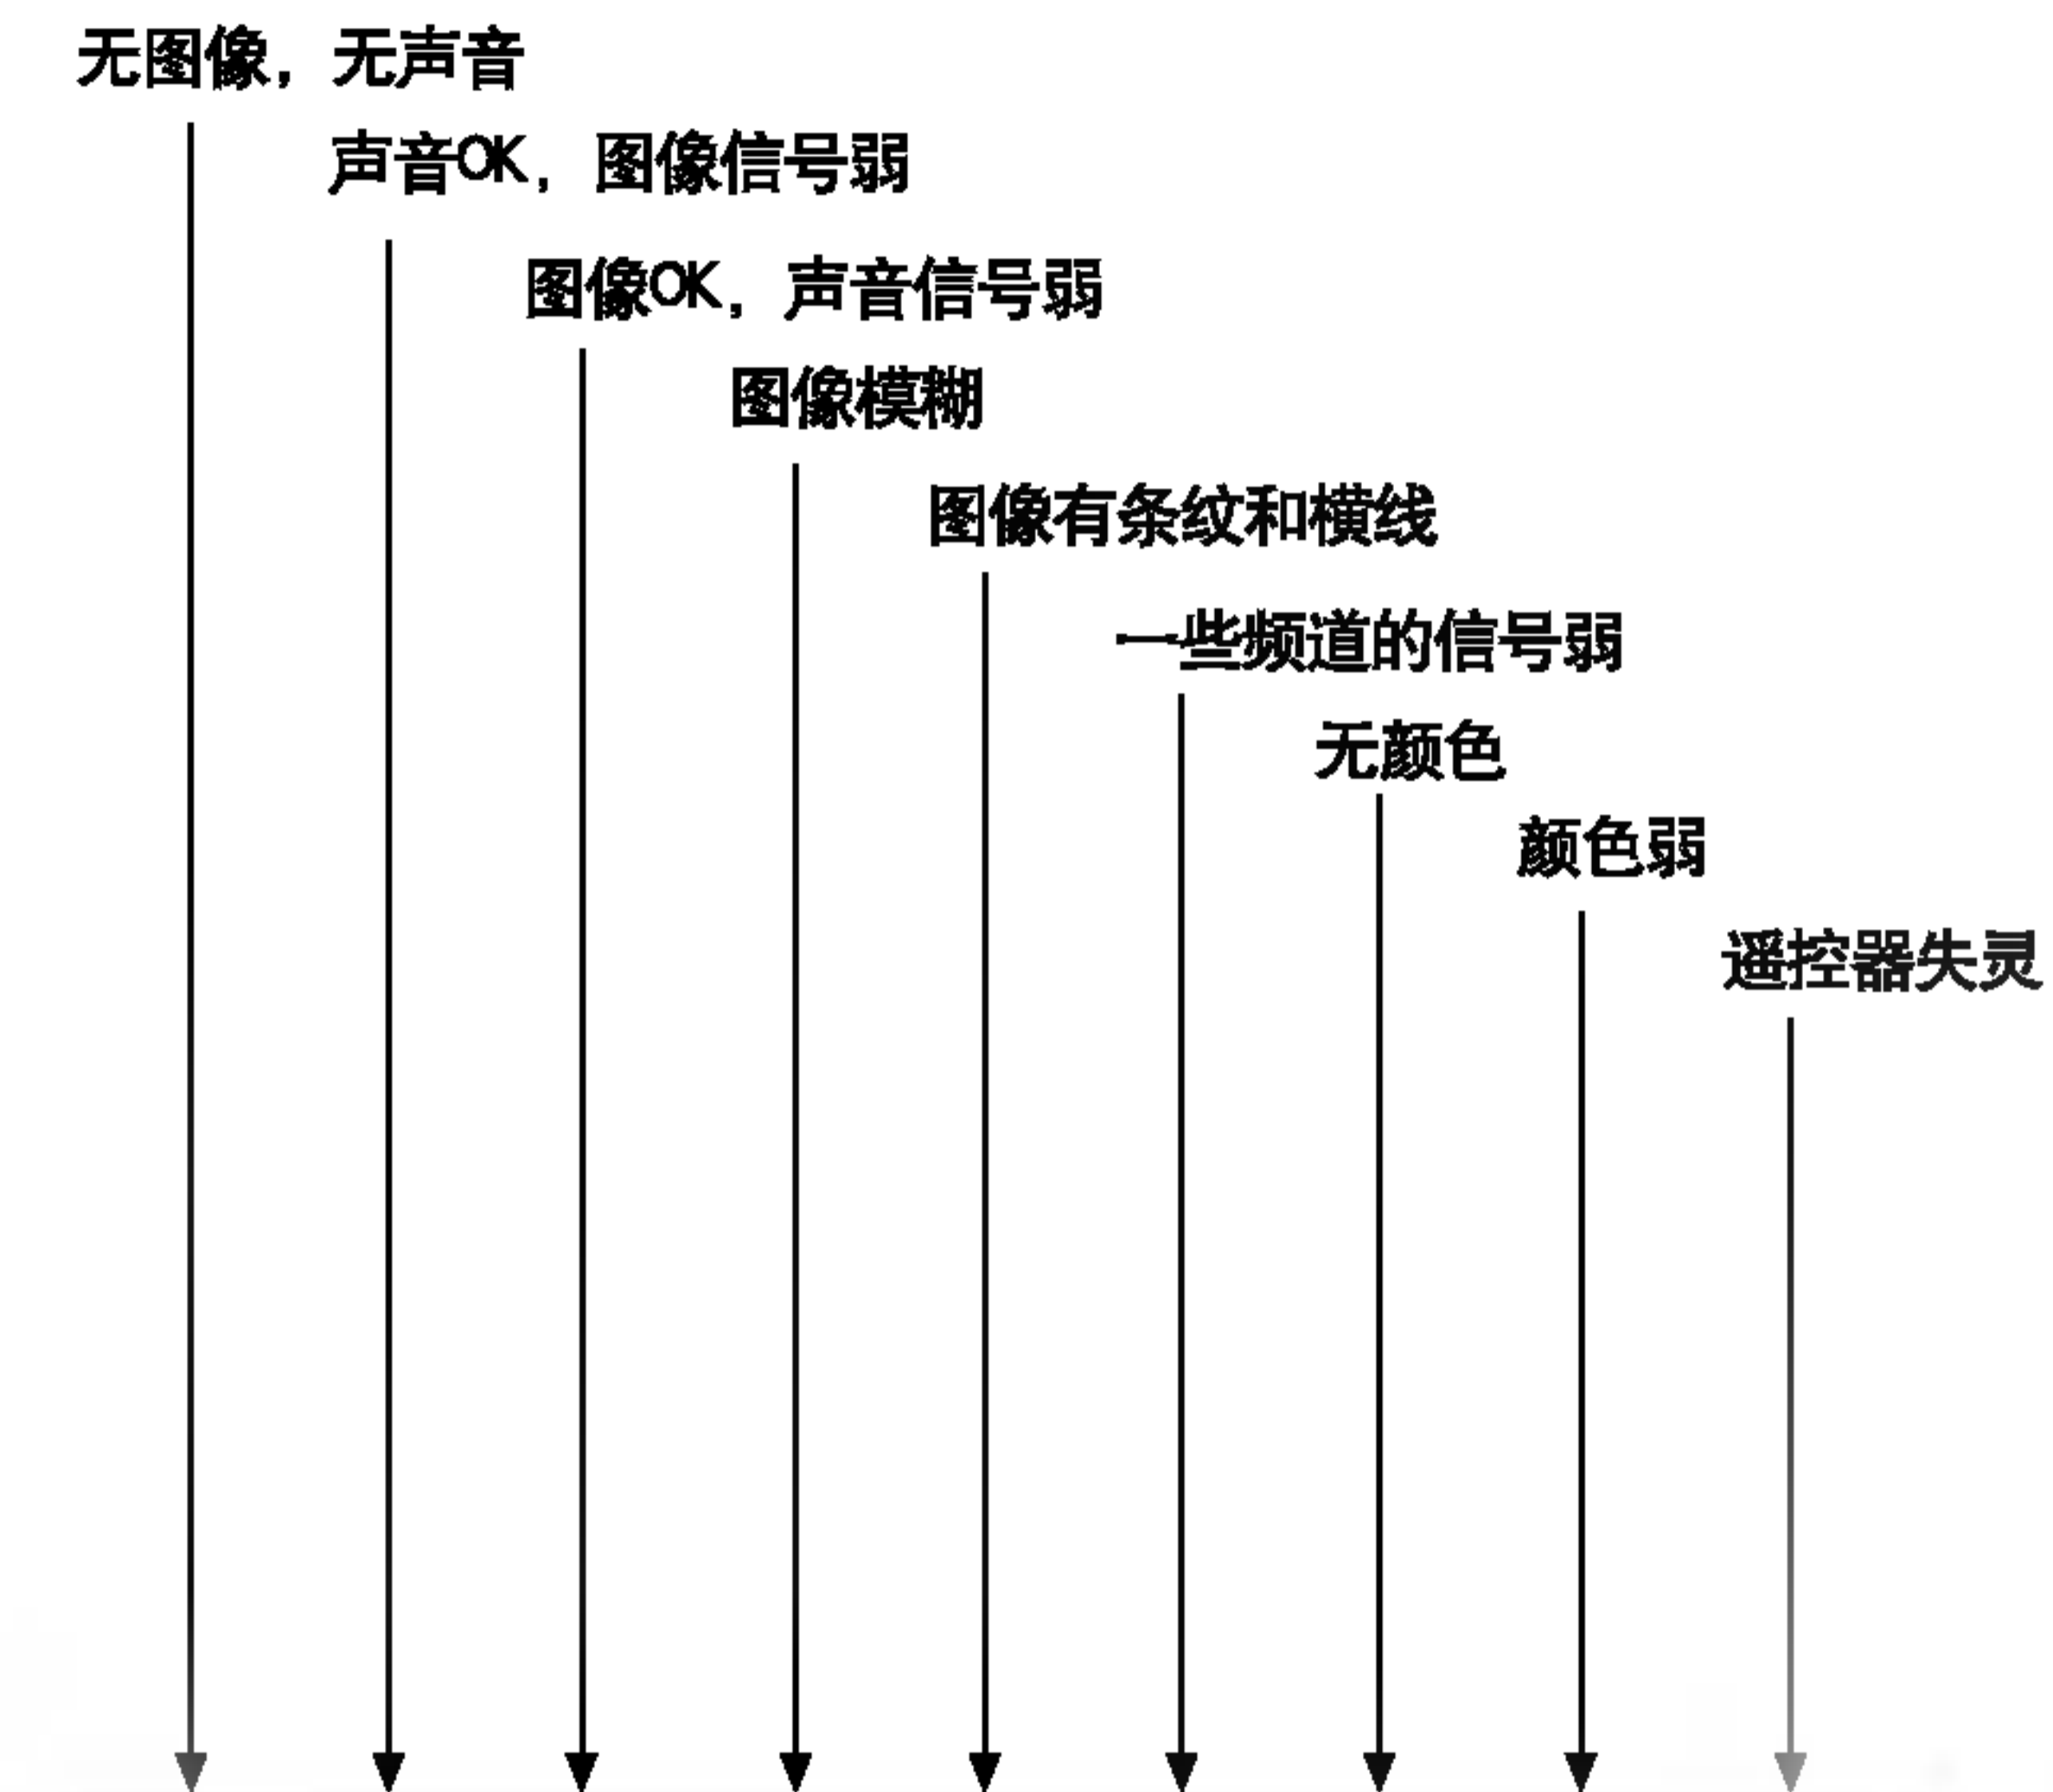 无图像，无声音
声音OK，图像信号弱
图像OK，声音信号弱
图像模糊
图像有条纹和横线
一些频道的信号弱
无颜色
颜色弱
遥控器失灵